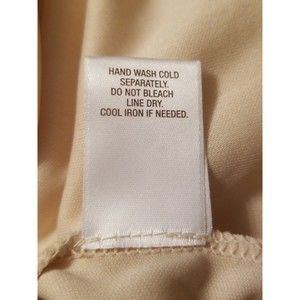 HAND WASH COLD
SEPARATELY.
DO NOT BLEACH
LINE DRY.
COOL IRON IF NEEDED.